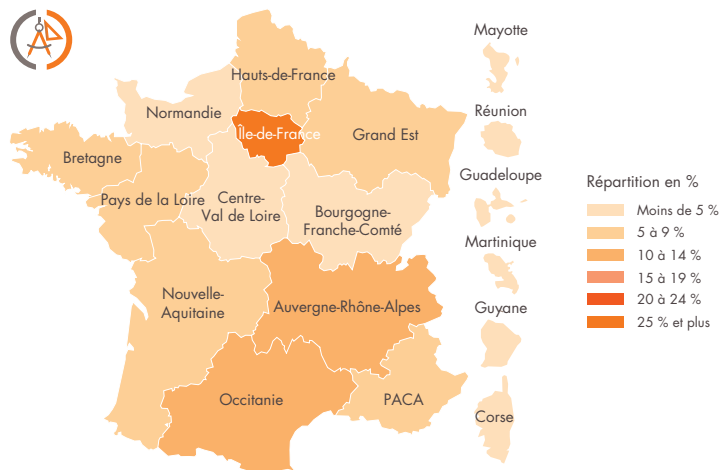 Mayotte
Hauts-de-France
Normandie
Réunion
Île-de-France
Grand Est
Bretagne
Guadeloupe
Pays de la Loire
Centre-
Val de Loire
Bourgogne-
Franche-Comté
Martinique
Nouvelle-
Aquitaine
Auvergne-Rhône-Alpes
Guyane
Occitanie
PACA
Corse
Répartition en %
Moins de 5 %
5 à 9 %
10 à 14 %
15 à 19 %
20 à 24 %
25 % et plus